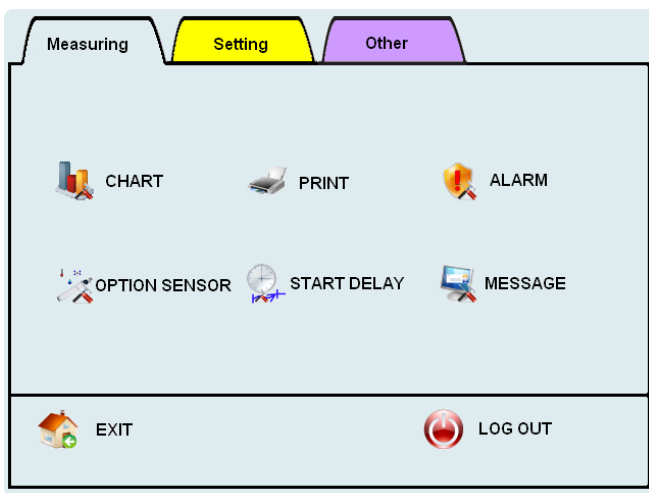 Measuring Setting Other
CHART PRINT ALARM
OPTION SENSOR START DELAY MESSAGE
EXIT LOG OUT